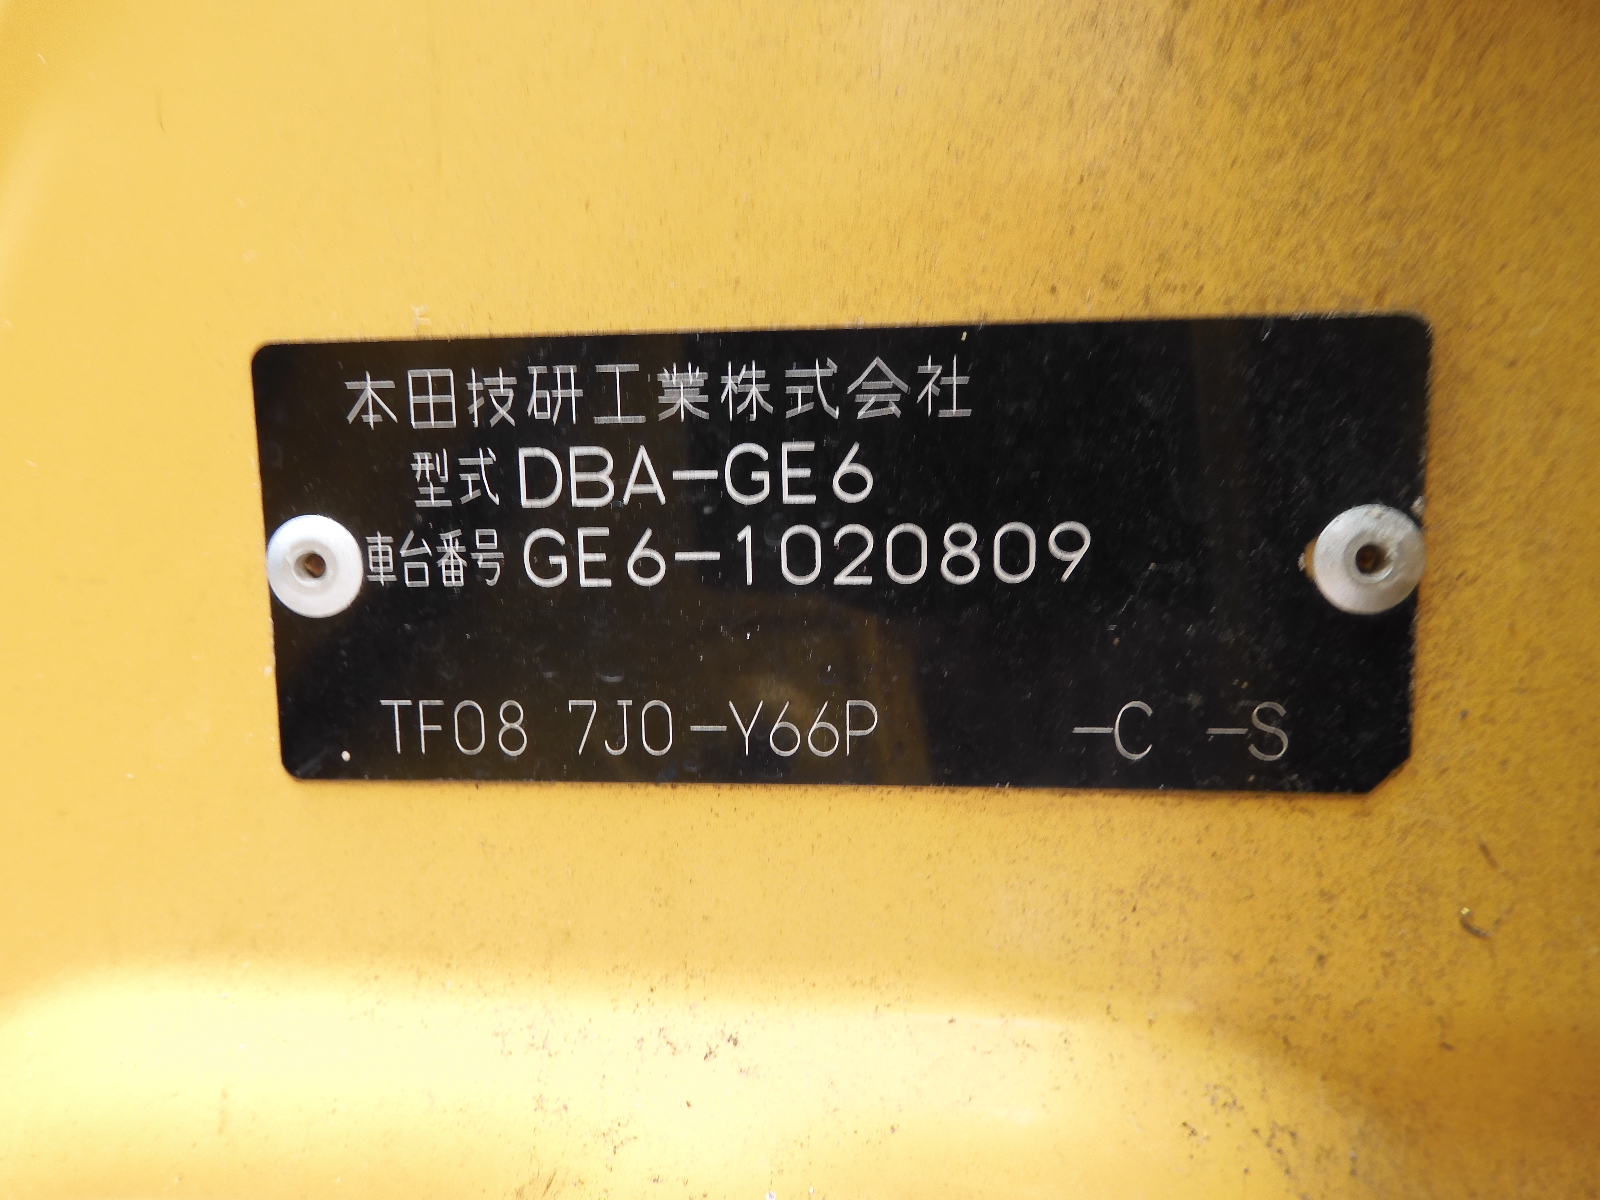 本田技研工業株式会社
型式 DBA-GE6
車台番号 GE6-1020809
TF08 7J0-Y66P -C -S